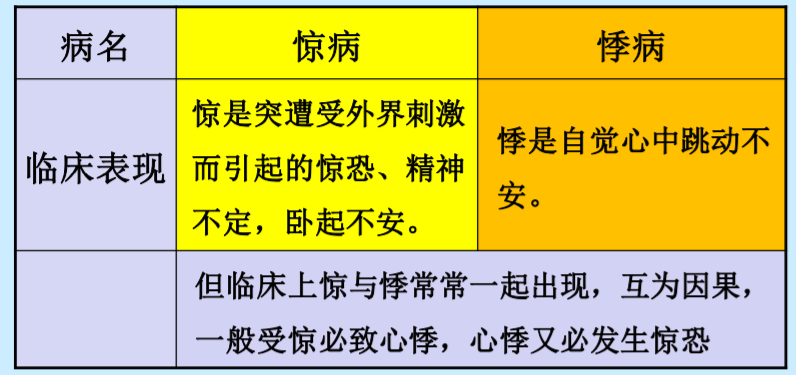 病名
惊病
悸病
临床表现
惊是突遭受外界刺激
而引起的惊恐、精神
不定，卧起不安。
悸是自觉心中跳动不
安。
但临床上惊与悸常常一起出现，互为因果，
一般受惊必致心悸，心悸又必发生惊恐